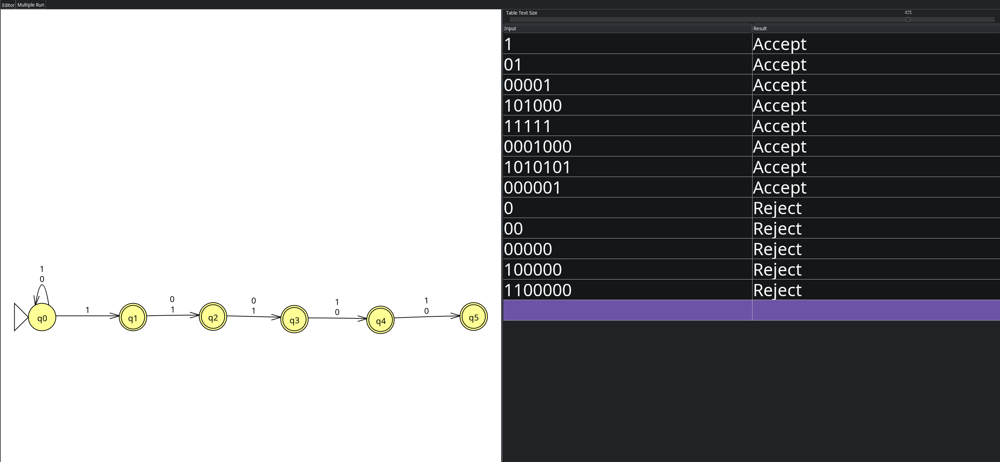 Editor Multiple Run
Table Text Size
495
Input Result
1 Accept
01 Accept
00001 Accept
101000 Accept
11111 Accept
0001000 Accept
1010101 Accept
000001 Accept
0 Reject
00 Reject
00000 Reject
100000 Reject
1100000 Reject
1
0
0 0 1 1
1 1 1 0 0
q0 q1 q2 q3 q4 q5